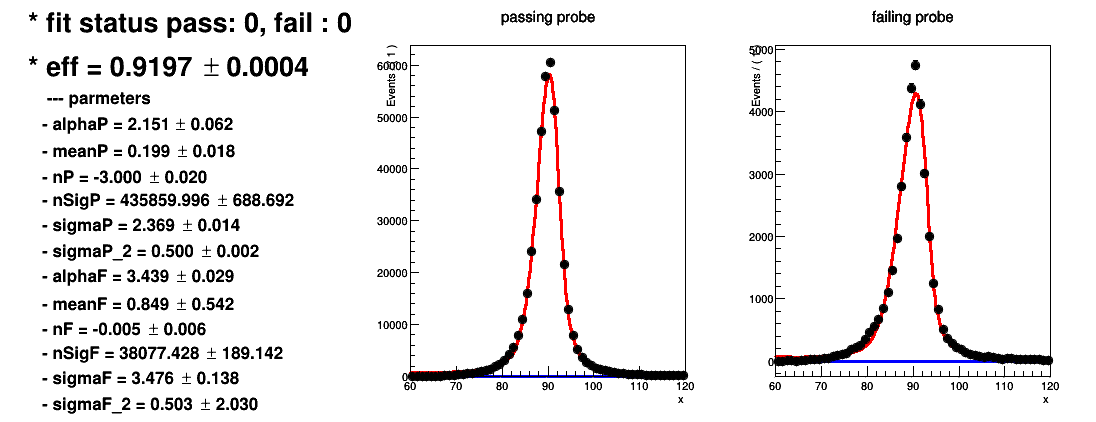 * fit status pass: 0, fail : 0
* eff = 0.9197 ± 0.0004
--- parmeters
- alphaP = 2.151 ± 0.062
- meanP = 0.199 ± 0.018
- nP = -3.000 ± 0.020
- nSigP = 435859.996 ± 688.692
- sigmaP = 2.369 ± 0.014
- sigmaP_2 = 0.500 ± 0.002
- alphaF = 3.439 ± 0.029
- meanF = 0.849 ± 0.542
- nF = -0.005 ± 0.006
- nSigF = 38077.428 ± 189.142
- sigmaF = 3.476 ± 0.138
- sigmaF_2 = 0.503 ± 2.030
passing probe
Events / ( 1 )
60000
50000
40000
30000
20000
10000
0
60 70 80 90 100 110 120
x
failing probe
Events / ( 1 )
5000
4000
3000
2000
1000
0
60 70 80 90 100 110 120
x